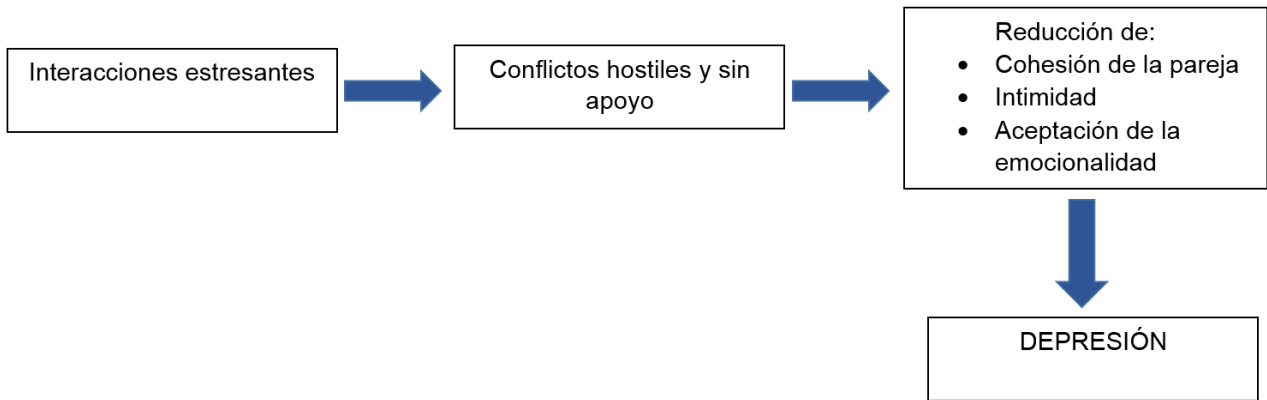 Interacciones estresantes
Conflictos hostiles y sin
apoyo
Reducción de:
• Cohesión de la pareja
• Intimidad
• Aceptación de la
emocionalidad
DEPRESIÓN